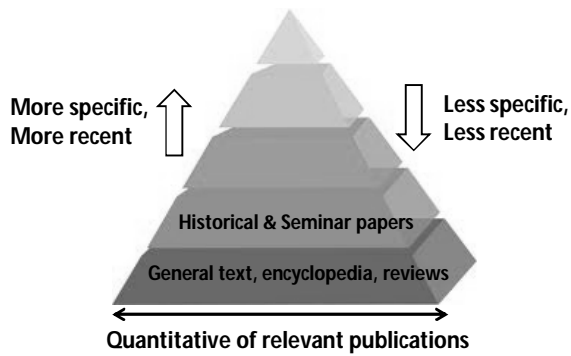 More specific,
More recent
Less specific,
Less recent
Historical & Seminar papers
General text, encyclopedia, reviews
Quantitative of relevant publications